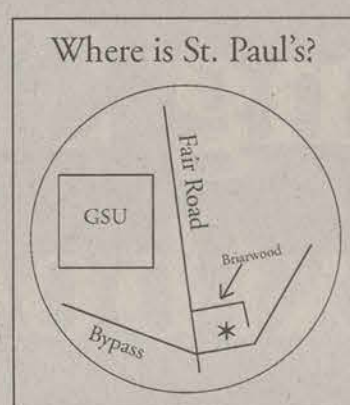 Where is St. Paul's?
Fair Road
GSU
Briarwood
*
Bypass